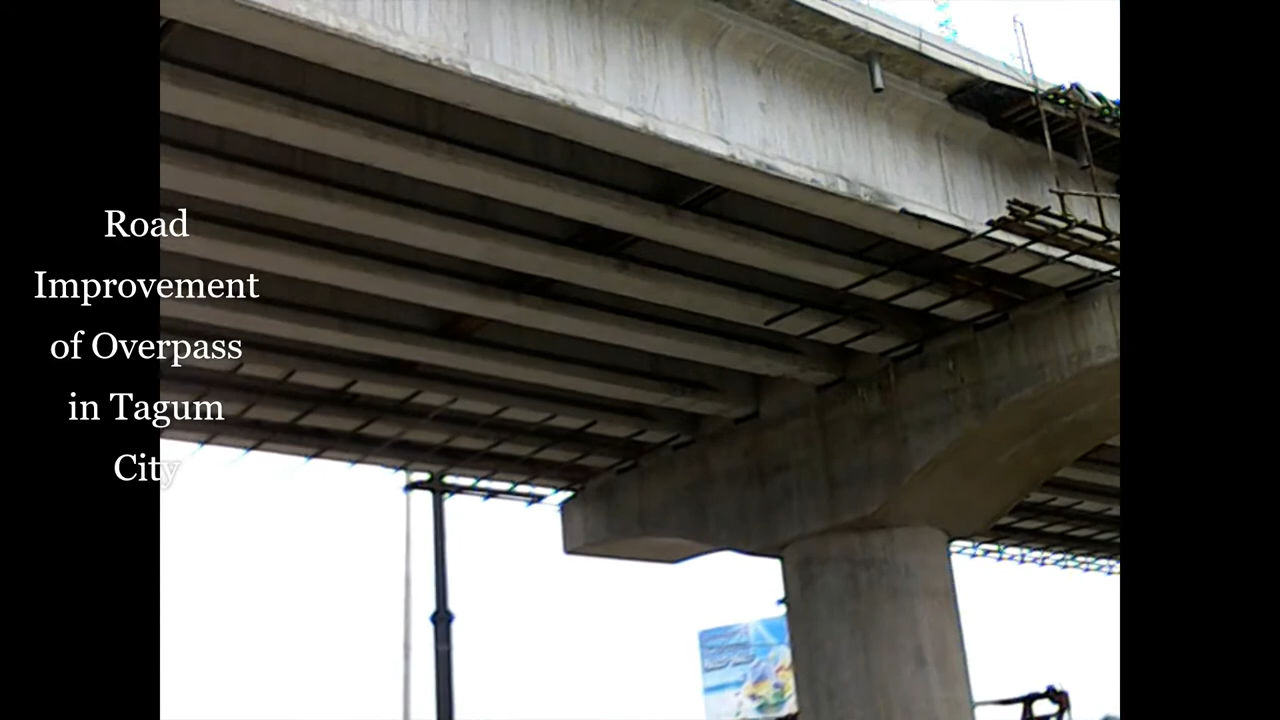 Road
Improvement
of Overpass
in Tagum
City